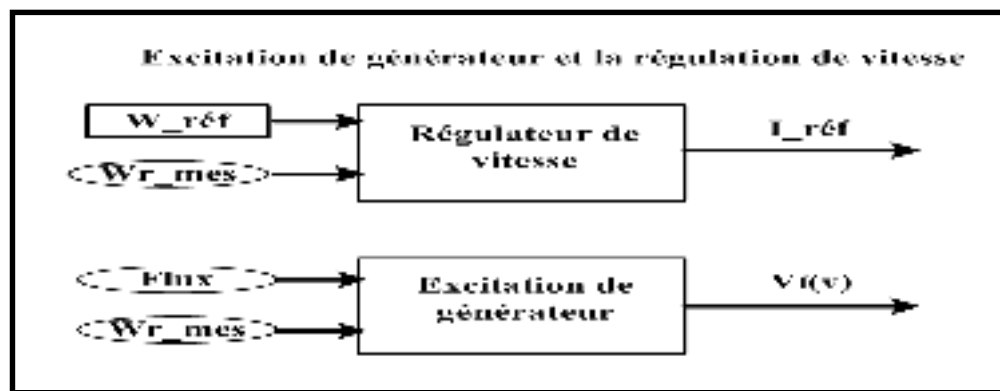 Excitation de générateur et la régulation de vitesse
W_réf
Régulateur de
vitesse
I_réf
Wr_mes
Flux
Excitation de
générateur
Vf(v)
Wr_mes